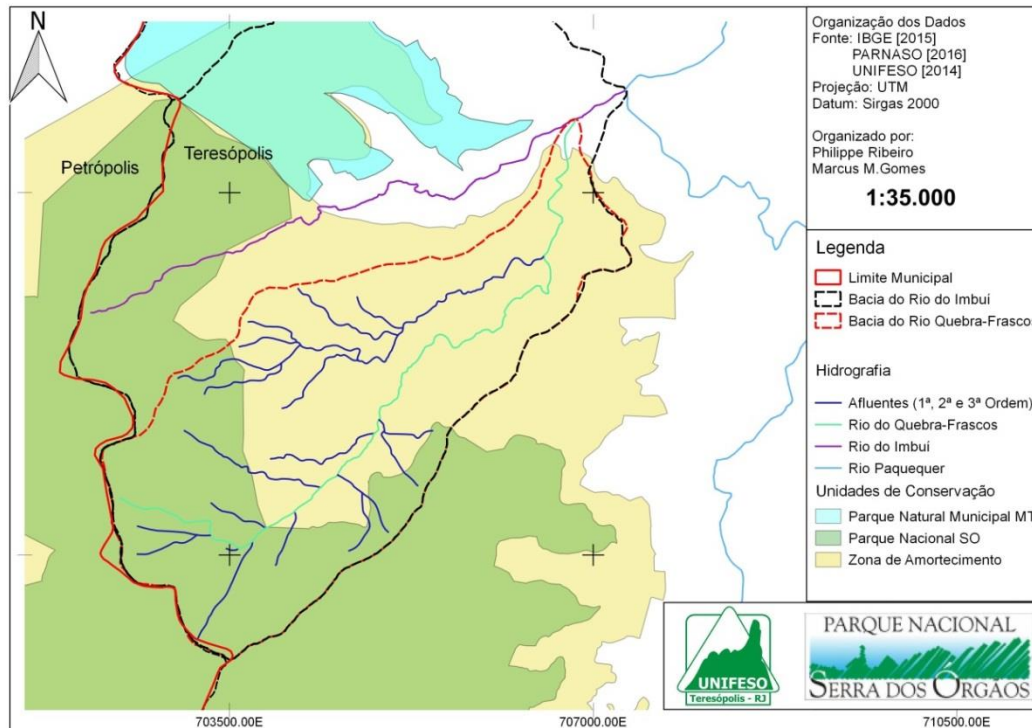 N
Petrópolis
Teresópolis
Organização dos Dados
Fonte: IBGE [2015]
PARNASO [2016]
UNIFESO [2014]
Projeção: UTM
Datum: Sirgas 2000
Organizado por:
Philippe Ribeiro
Marcus M.Gomes
1:35.000
Legenda
Limite Municipal
Bacia do Rio do Imbuí
Bacia do Rio Quebra-Frascos
Hidrografia
Afluentes (1ª, 2ª e 3ª Ordem)
Rio do Quebra-Frascos
Rio do Imbuí
Rio Paquequer
Unidades de Conservação
Parque Natural Municipal MT
Parque Nacional SO
Zona de Amortecimento
UNIFESO
Teresópolis - RJ
PARQUE NACIONAL
SERRA DOS ÓRGÃOS
703500.00E
707000.00E
710500.00E